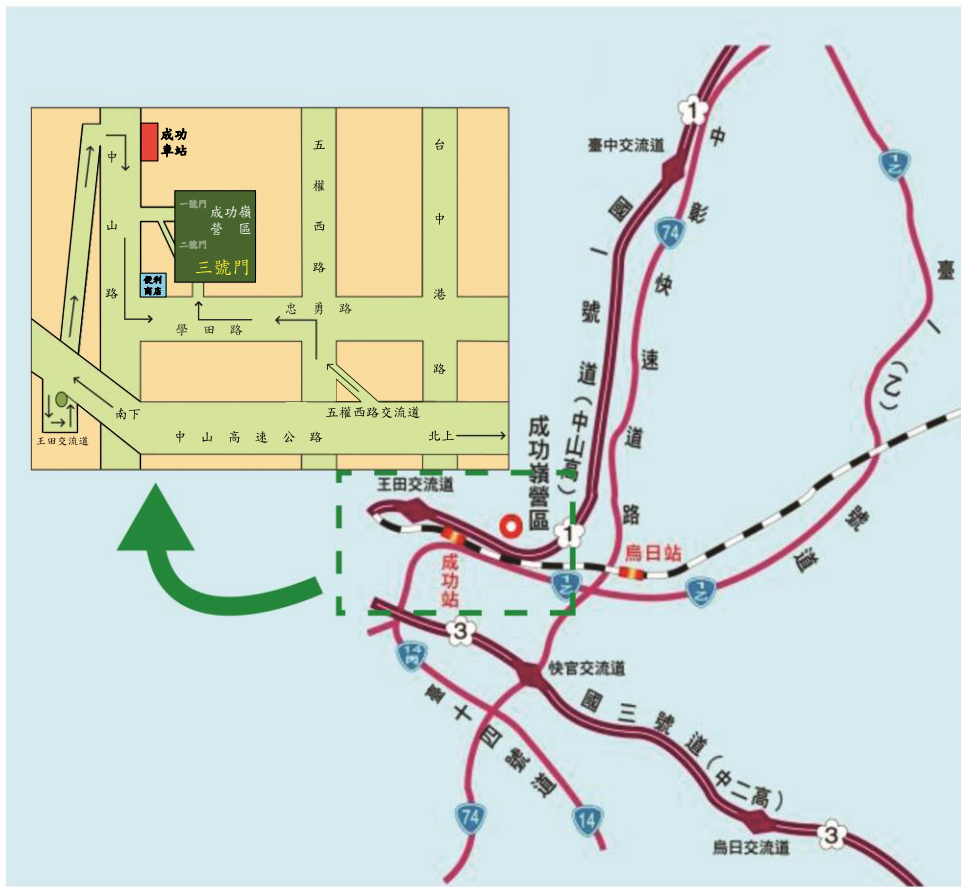 成功
車站
中山路
一號門
成功嶺
營區
二號門
三號門
便利
商店
五權西路
台中港路
忠勇路
學田路
南下
王田交流道
五權西路交流道
中山高速公路
北上
1
臺中交流道
中彰快速道路
74
國一號道(中山高)
1乙
臺一(乙)號道
王田交流道
成功嶺營區
1
烏日站
成功站
1乙
1乙
3
14丙
快官交流道
國三號道(中二高)
臺十四號道
74
14
3
烏日交流道